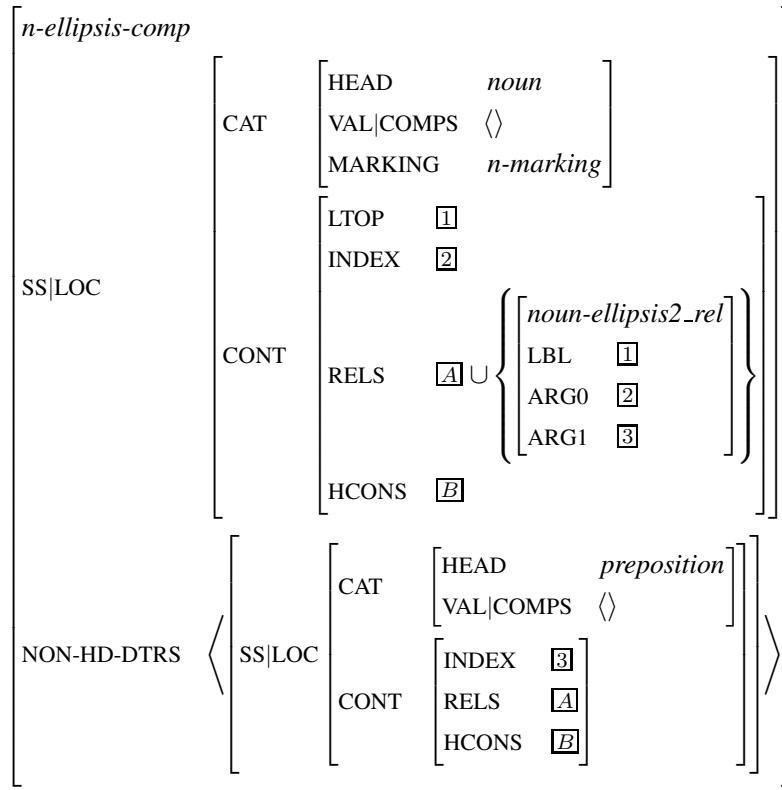 n-ellipsis-comp
HEAD noun
CAT VAL|COMPS ⟨⟩
MARKING n-marking
LTOP 1
INDEX 2
SS|LOC
noun-ellipsis2_rel
LBL 1
CONT RELS A ∪
ARG0 2
ARG1 3
HCONS B
HEAD preposition
CAT
VAL|COMPS ⟨⟩
NON-HD-DTRS ⟨ SS|LOC ⟩
INDEX 3
CONT RELS A
HCONS B